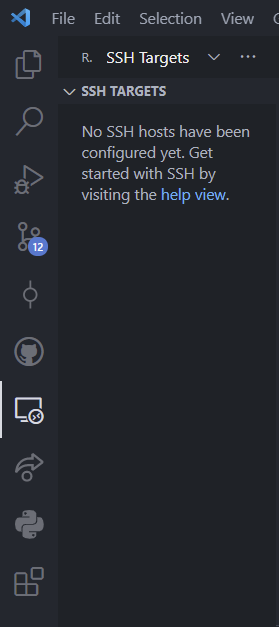 File Edit Selection View
R. SSH Targets ...
SSH TARGETS
No SSH hosts have been
configured yet. Get
started with SSH by
visiting the help view.
12